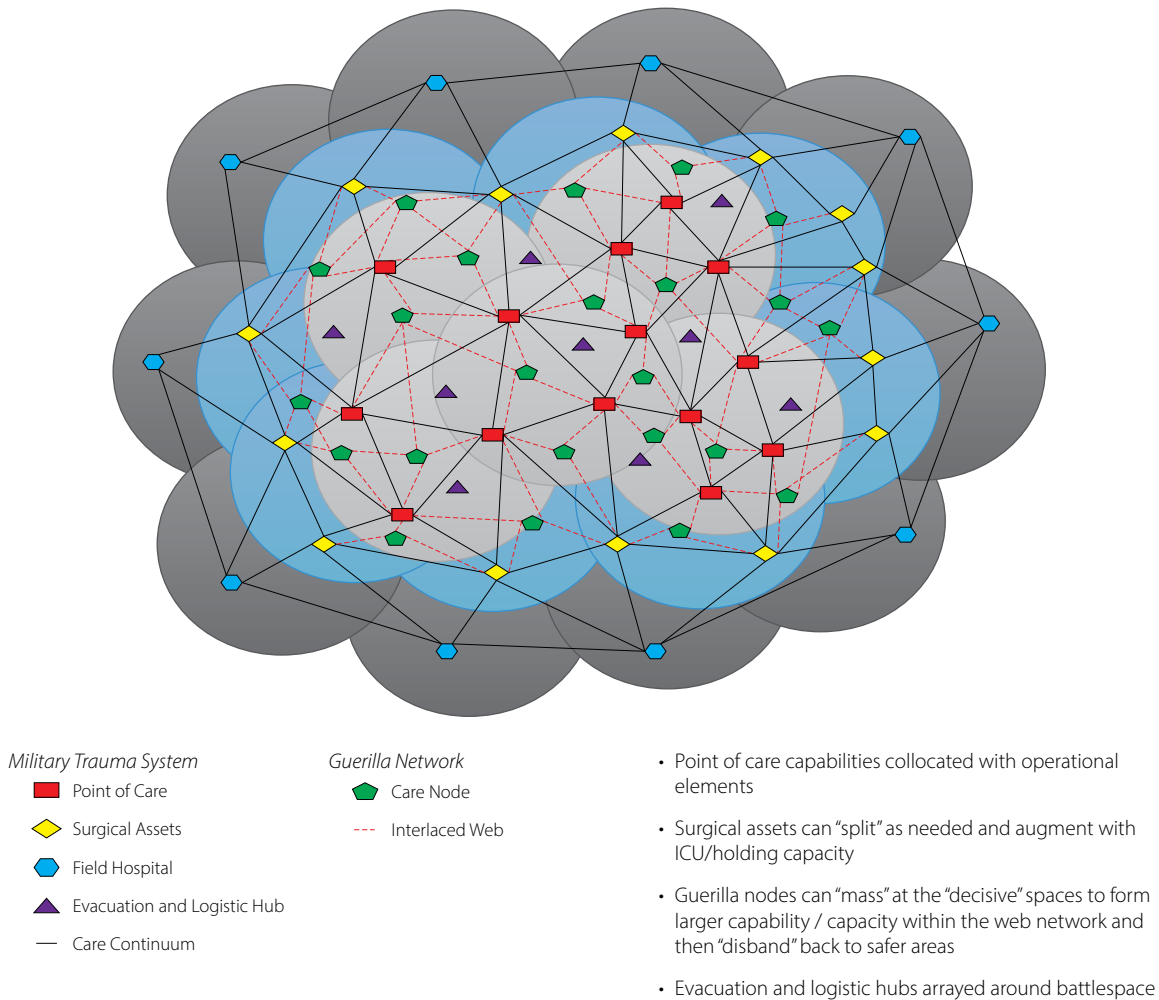 Military Trauma System
Point of Care
Surgical Assets
Field Hospital
Evacuation and Logistic Hub
Care Continuum
Guerilla Network
Care Node
Interlaced Web
• Point of care capabilities collocated with operational
elements
• Surgical assets can “split” as needed and augment with
ICU/holding capacity
• Guerilla nodes can “mass” at the “decisive” spaces to form
larger capability / capacity within the web network and
then “disband” back to safer areas
• Evacuation and logistic hubs arrayed around battlespace